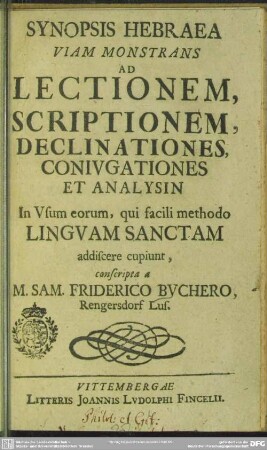 SYNOPSIS HEBRAEA
VIAM MONSTRANS
AD
LECTIONEM,
SCRIPTIONEM,
DECLINATIONES,
CONIVGATIONES
ET ANALYSIN
In Vſum eorum, qui facili methodo
LINGVAM SANCTAM
addiſcere cupiunt,
conſcripta a
M. SAM. FRIDERICO BVCHERO,
Rengersdorf Luſ.
VITTEMBERGAE
LITTERIS JOANNIS LVDOLPHI FINCELII.